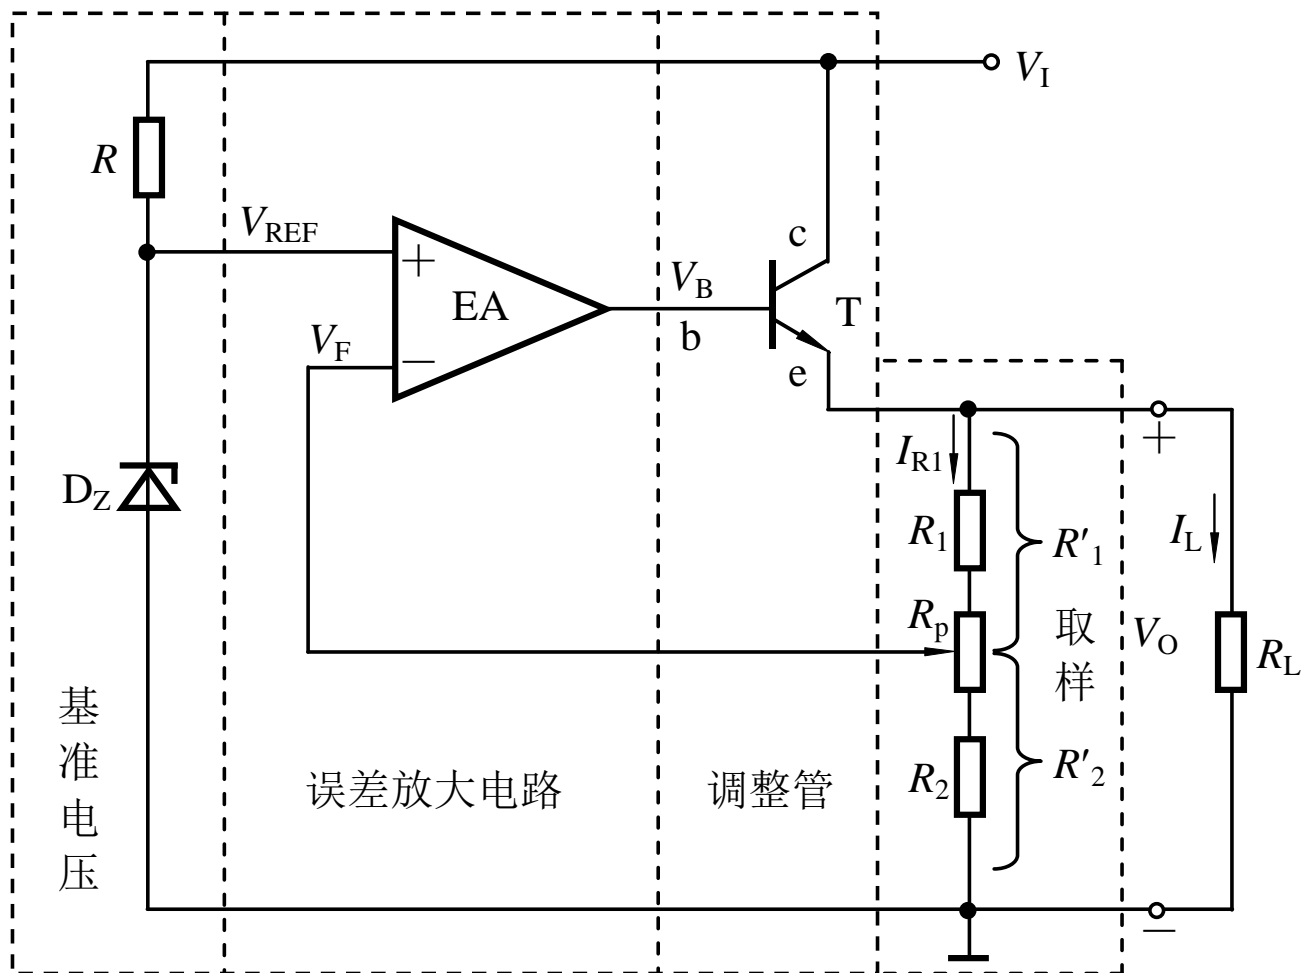 V_I
R
V_REF
+
c
EA
V_B
T
V_F
b
−
e
+
I_R1
D_Z
R_1
R'_1
I_L
R_p
取样
V_O
R_L
基准电压
误差放大电路
调整管
R_2
R'_2
−